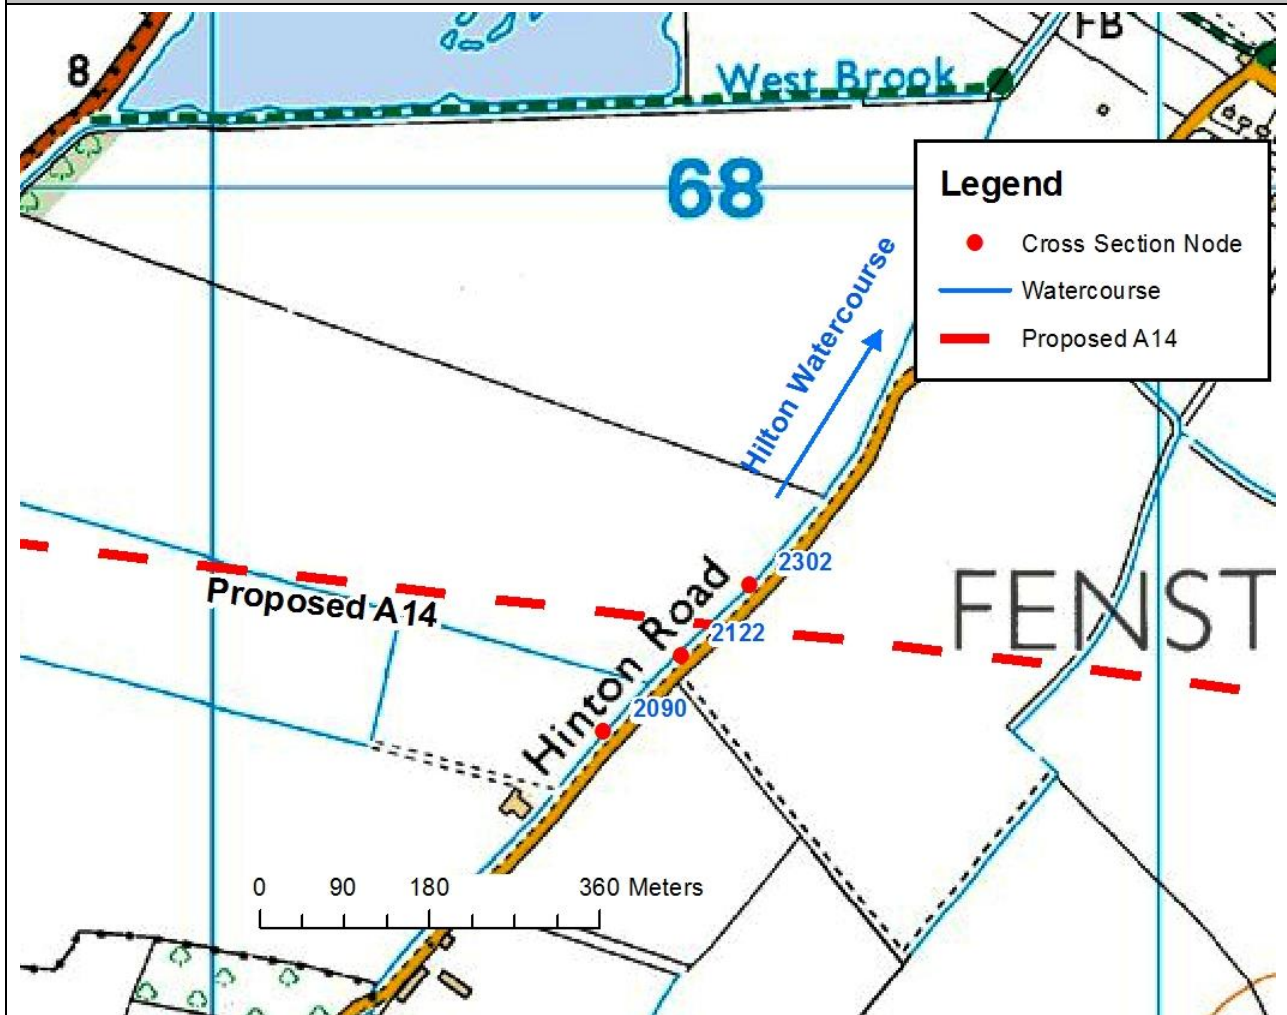 8
FB
West Brook
68
Legend
Cross Section Node
Watercourse
Proposed A14
Hilton Watercourse
2302
Hinton Road
FENST
Proposed A14
2122
2090
0 90 180 360 Meters